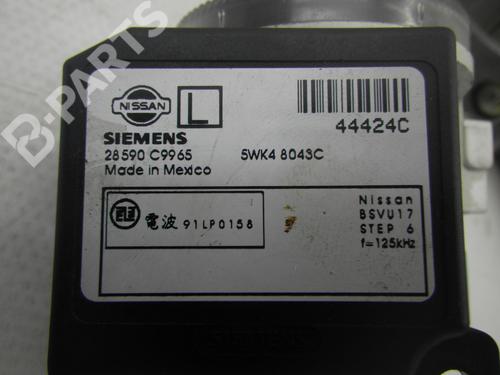 B-PARTS
NISSAN
L
SIEMENS
28590 C9965
5WK4 8043C
Made in Mexico
44424C
電波 91LP0158
Nissan
BSVU17
STEP 6
f=125kHz
SIEMENS